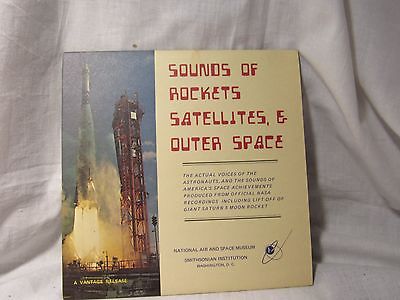 SOUNDS OF
ROCKETS
SATELLITES, &
OUTER SPACE
THE ACTUAL VOICES OF THE
ASTRONAUTS, AND THE SOUNDS OF
AMERICA'S SPACE ACHIEVEMENTS
PRODUCED FROM OFFICIAL NASA
RECORDINGS INCLUDING LIFT OFF OF
GIANT SATURN'S MOON ROCKET
NATIONAL AIR AND SPACE MUSEUM
SMITHSONIAN INSTITUTION
WASHINGTON, D. C.
A VANTAGE RELEASE